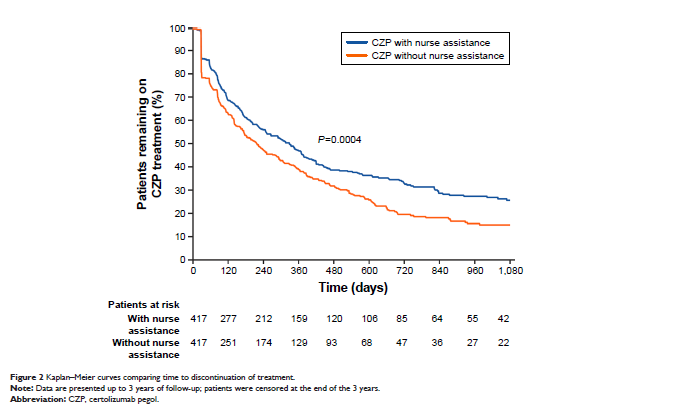 CZP with nurse assistance
CZP without nurse assistance
100
90
80
70
60
50
40
30
20
10
0
Patients remaining on
CZP treatment (%)
P=0.0004
0 120 240 360 480 600 720 840 960 1,080
Time (days)
Patients at risk
With nurse 417 277 212 159 120 106 85 64 55 42
assistance
Without nurse 417 251 174 129 93 68 47 36 27 22
assistance
Figure 2 Kaplan–Meier curves comparing time to discontinuation of treatment.
Note: Data are presented up to 3 years of follow-up; patients were censored at the end of the 3 years.
Abbreviation: CZP, certolizumab pegol.